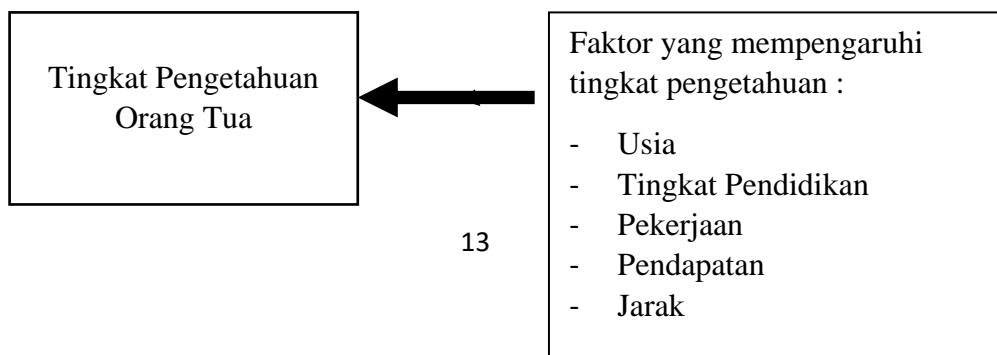 Tingkat Pengetahuan
Orang Tua
Faktor yang mempengaruhi
tingkat pengetahuan :
- Usia
- Tingkat Pendidikan
- Pekerjaan
- Pendapatan
- Jarak
13